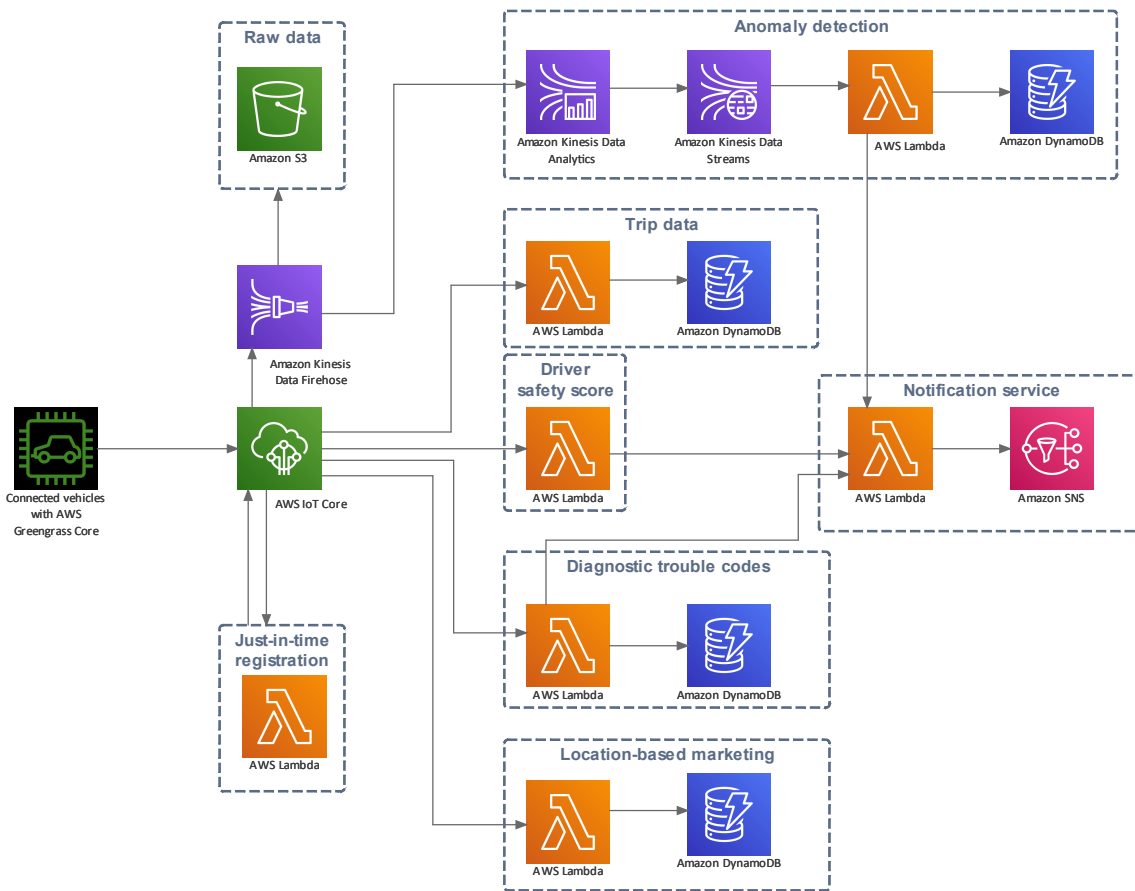 Raw data
Amazon S3
Anomaly detection
Amazon Kinesis Data
Analytics
Amazon Kinesis Data
Streams
AWS Lambda
Amazon DynamoDB
Trip data
AWS Lambda
Amazon DynamoDB
Amazon Kinesis
Data Firehose
Driver
safety score
AWS Lambda
Notification service
AWS Lambda
Amazon SNS
Connected vehicles
with AWS
Greengrass Core
AWS IoT Core
Diagnostic trouble codes
AWS Lambda
Amazon DynamoDB
Just-in-time
registration
AWS Lambda
Location-based marketing
AWS Lambda
Amazon DynamoDB